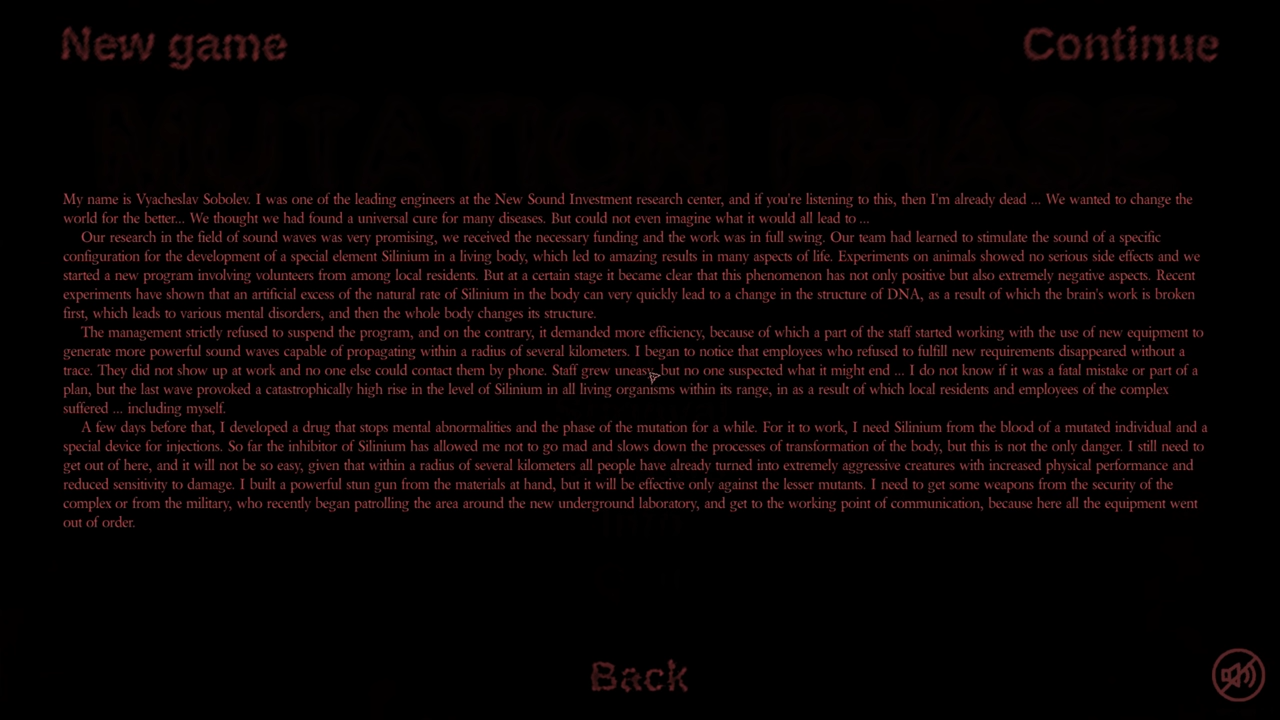 New game
Continue
MUTATION PHASE
My name is Vyacheslav Sobolev. I was one of the leading engineers at the New Sound Investment research center, and if you're listening to this, then I'm already dead ... We wanted to change the
world for the better... We thought we had found a universal cure for many diseases. But could not even imagine what it would all lead to ...
Our research in the field of sound waves was very promising, we received the necessary funding and the work was in full swing. Our team had learned to stimulate the sound of a specific
configuration for the development of a special element Silinium in a living body, which led to amazing results in many aspects of life. Experiments on animals showed no serious side effects and we
started a new program involving volunteers from among local residents. But at a certain stage it became clear that this phenomenon has not only positive but also extremely negative aspects. Recent
experiments have shown that an artificial excess of the natural rate of Silinium in the body can very quickly lead to a change in the structure of DNA, as a result of which the brain's work is broken
first, which leads to various mental disorders, and then the whole body changes its structure.
The management strictly refused to suspend the program, and on the contrary, it demanded more efficiency, because of which a part of the staff started working with the use of new equipment to
generate more powerful sound waves capable of propagating within a radius of several kilometers. I began to notice that employees who refused to fulfill new requirements disappeared without a
trace. They did not show up at work and no one else could contact them by phone. Staff grew uneasy, but no one suspected what it might end ... I do not know if it was a fatal mistake or part of a
plan, but the last wave provoked a catastrophically high rise in the level of Silinium in all living organisms within its range, in as a result of which local residents and employees of the complex
suffered ... including myself.
A few days before that, I developed a drug that stops mental abnormalities and the phase of the mutation for a while. For it to work, I need Silinium from the blood of a mutated individual and a
special device for injections. So far the inhibitor of Silinium has allowed me not to go mad and slows down the processes of transformation of the body, but this is not the only danger. I still need to
get out of here, and it will not be so easy, given that within a radius of several kilometers all people have already turned into extremely aggressive creatures with increased physical performance and
reduced sensitivity to damage. I built a powerful stun gun from the materials at hand, but it will be effective only against the lesser mutants. I need to get some weapons from the security of the
complex or from the military, who recently began patrolling the area around the new underground laboratory, and get to the working point of communication, because here all the equipment went
out of order.
Info
Back